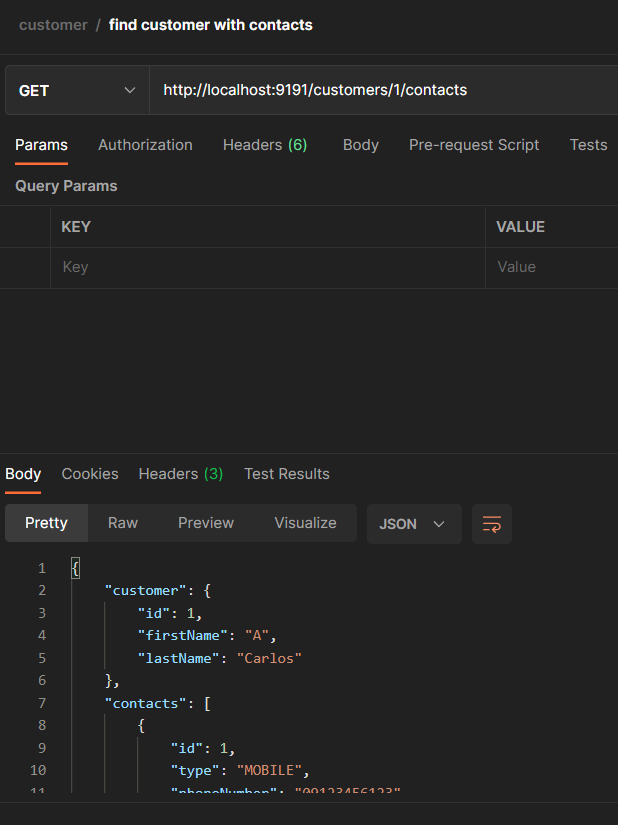 customer / find customer with contacts
GET http://localhost:9191/customers/1/contacts
Params Authorization Headers (6) Body Pre-request Script Tests
Query Params
KEY VALUE
Key Value
Body Cookies Headers (3) Test Results
Pretty Raw Preview Visualize JSON
1 {
2 "customer": {
3 "id": 1,
4 "firstName": "A",
5 "lastName": "Carlos"
6 },
7 "contacts": [
8 {
9 "id": 1,
10 "type": "MOBILE",
11 "phoneNumber": "09123456123"